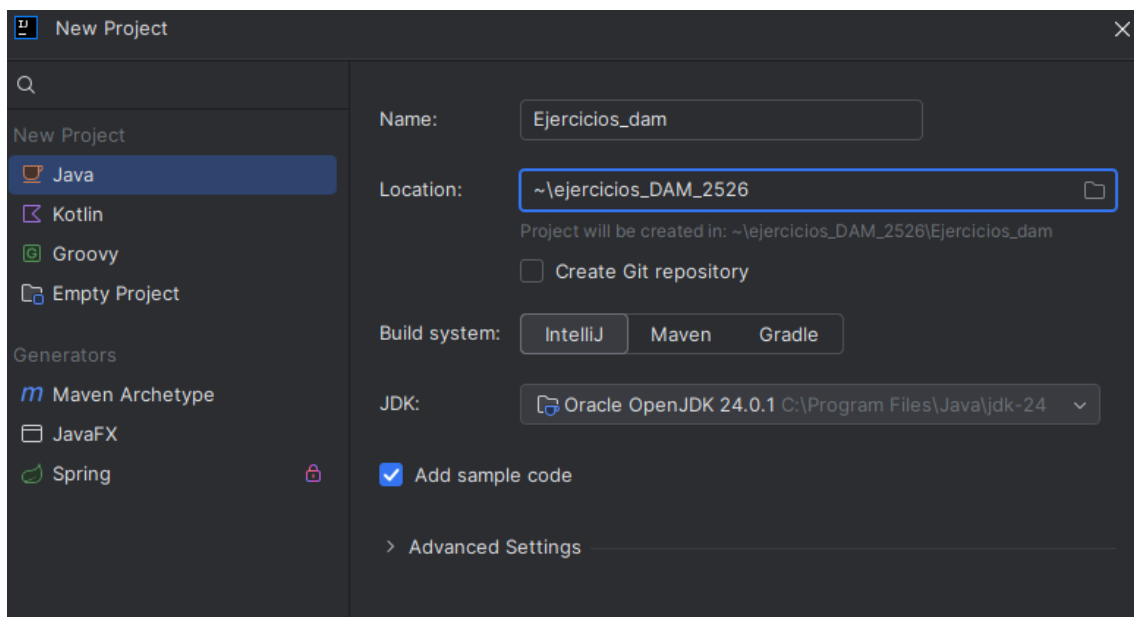 New Project
New Project
Java
Kotlin
Groovy
Empty Project
Generators
Maven Archetype
JavaFX
Spring
Name: Ejercicios_dam
Location: ~\ejercicios_DAM_2526
Project will be created in: ~\ejercicios_DAM_2526\Ejercicios_dam
Create Git repository
Build system: IntelliJ Maven Gradle
JDK: Oracle OpenJDK 24.0.1 C:\Program Files\Java\jdk-24
Add sample code
Advanced Settings